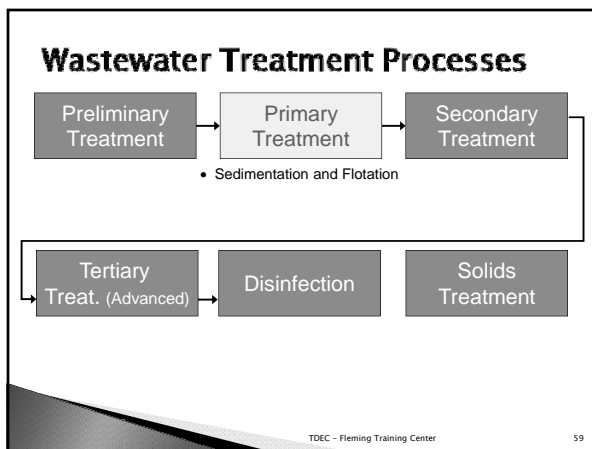 Wastewater Treatment Processes
Preliminary
Treatment
Primary
Treatment
Secondary
Treatment
• Sedimentation and Flotation
Tertiary
Treat. (Advanced)
Disinfection
Solids
Treatment
TDEC – Fleming Training Center
59